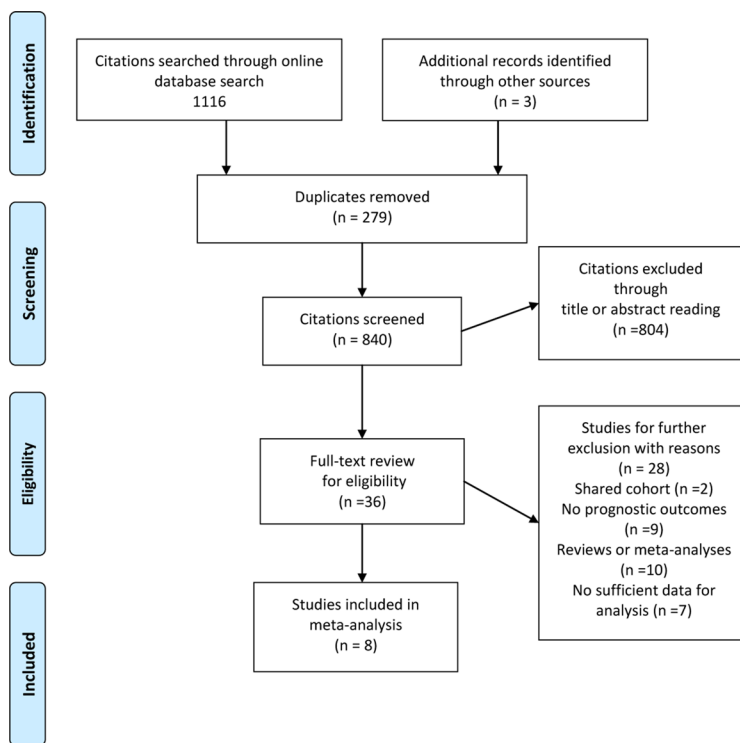 Identification
Citations searched through online
database search
1116
Additional records identified
through other sources
(n = 3)
Duplicates removed
(n = 279)
Screening
Citations screened
(n = 840)
Citations excluded
through
title or abstract reading
(n =804)
Eligibility
Full-text review
for eligibility
(n =36)
Studies for further
exclusion with reasons
(n = 28)
Shared cohort (n =2)
No prognostic outcomes
(n =9)
Reviews or meta-analyses
(n =10)
No sufficient data for
analysis (n =7)
Included
Studies included in
meta-analysis
(n = 8)